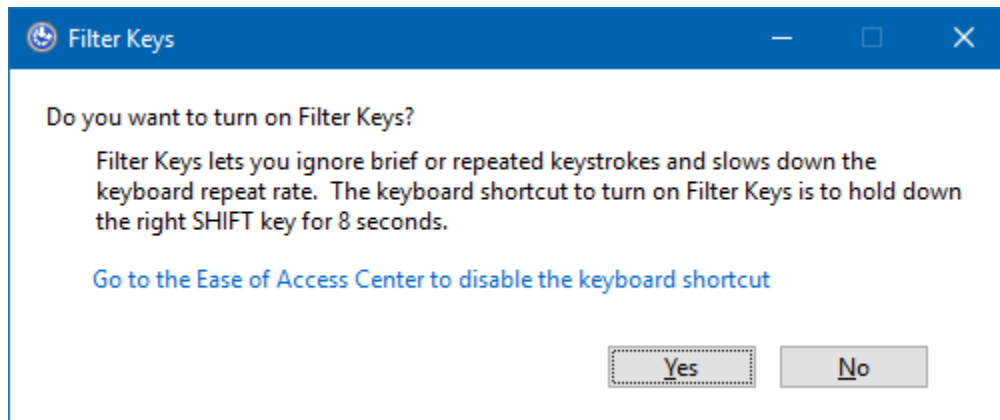 Filter Keys
Do you want to turn on Filter Keys?
Filter Keys lets you ignore brief or repeated keystrokes and slows down the
keyboard repeat rate.  The keyboard shortcut to turn on Filter Keys is to hold down
the right SHIFT key for 8 seconds.
Go to the Ease of Access Center to disable the keyboard shortcut
Yes
No